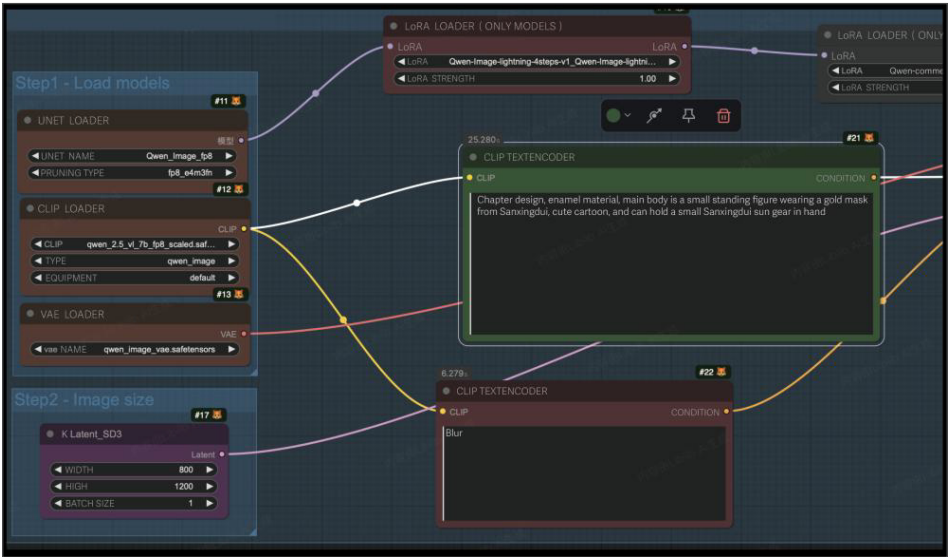 LoRA LOADER ( ONLY MODELS )
LoRA
LoRA
LoRA Qwen-Image-lightning-4steps-v1_Qwen-Image-lightni...
LoRA STRENGTH 1.00
LoRA LOADER ( ONLY
LoRA
LoRA Qwen-comme
LoRA STRENGTH
Step1 - Load models
#11
UNET LOADER
模型
UNET NAME Qwen_Image_fp8
PRUNING TYPE fp8_e4m3fn
#12
CLIP LOADER
CLIP
CLIP qwen_2.5_vl_7b_fp8_scaled.saf...
TYPE qwen_image
EQUIPMENT default
#13
VAE LOADER
VAE
vae NAME qwen_image_vae.safetensors
25.280s
#21
CLIP TEXTENCODER
CLIP
CONDITION
Chapter design, enamel material, main body is a small standing figure wearing a gold mask
from Sanxingdui, cute cartoon, and can hold a small Sanxingdui sun gear in hand
Step2 - Image size
#17
K Latent_SD3
Latent
WIDTH 800
HIGH 1200
BATCH SIZE 1
6.279s
#22
CLIP TEXTENCODER
CLIP
CONDITION
Blur